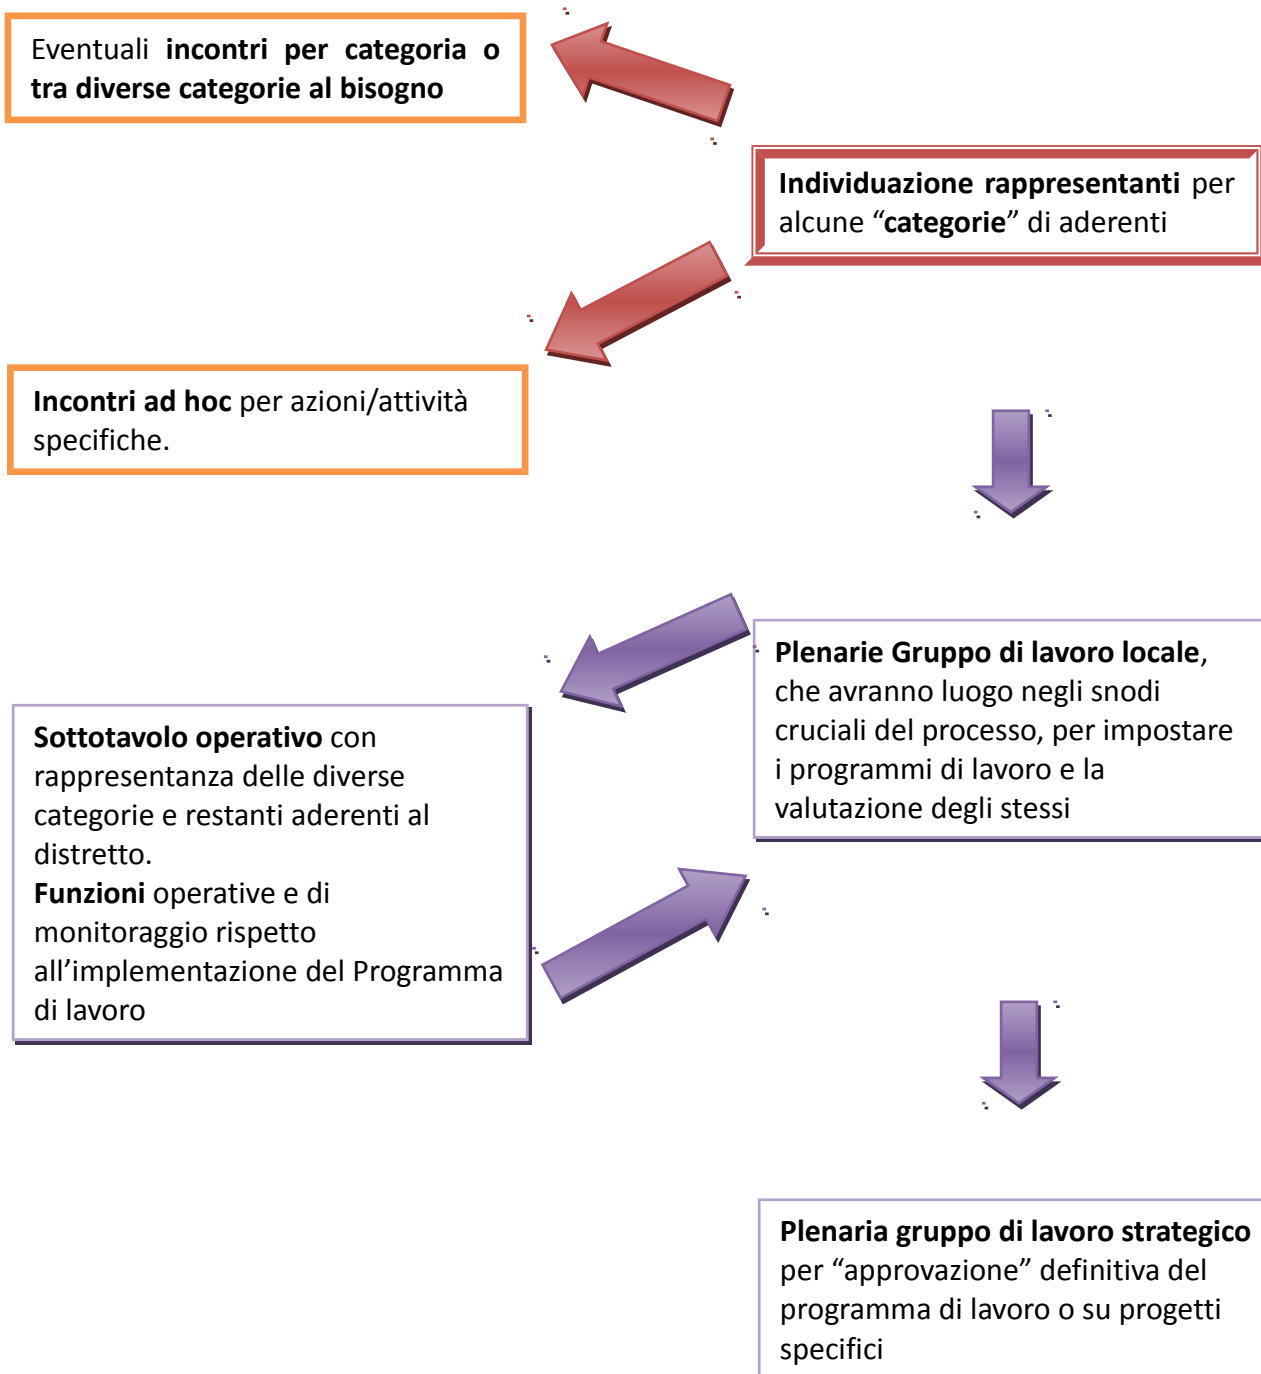 Eventuali incontri per categoria o
tra diverse categorie al bisogno
Individuazione rappresentanti per
alcune “categorie” di aderenti
Incontri ad hoc per azioni/attività
specifiche.
Plenarie Gruppo di lavoro locale,
che avranno luogo negli snodi
cruciali del processo, per impostare
i programmi di lavoro e la
valutazione degli stessi
Sottotavolo operativo con
rappresentanza delle diverse
categorie e restanti aderenti al
distretto.
Funzioni operative e di
monitoraggio rispetto
all’implementazione del Programma
di lavoro
Plenaria gruppo di lavoro strategico
per “approvazione” definitiva del
programma di lavoro o su progetti
specifici